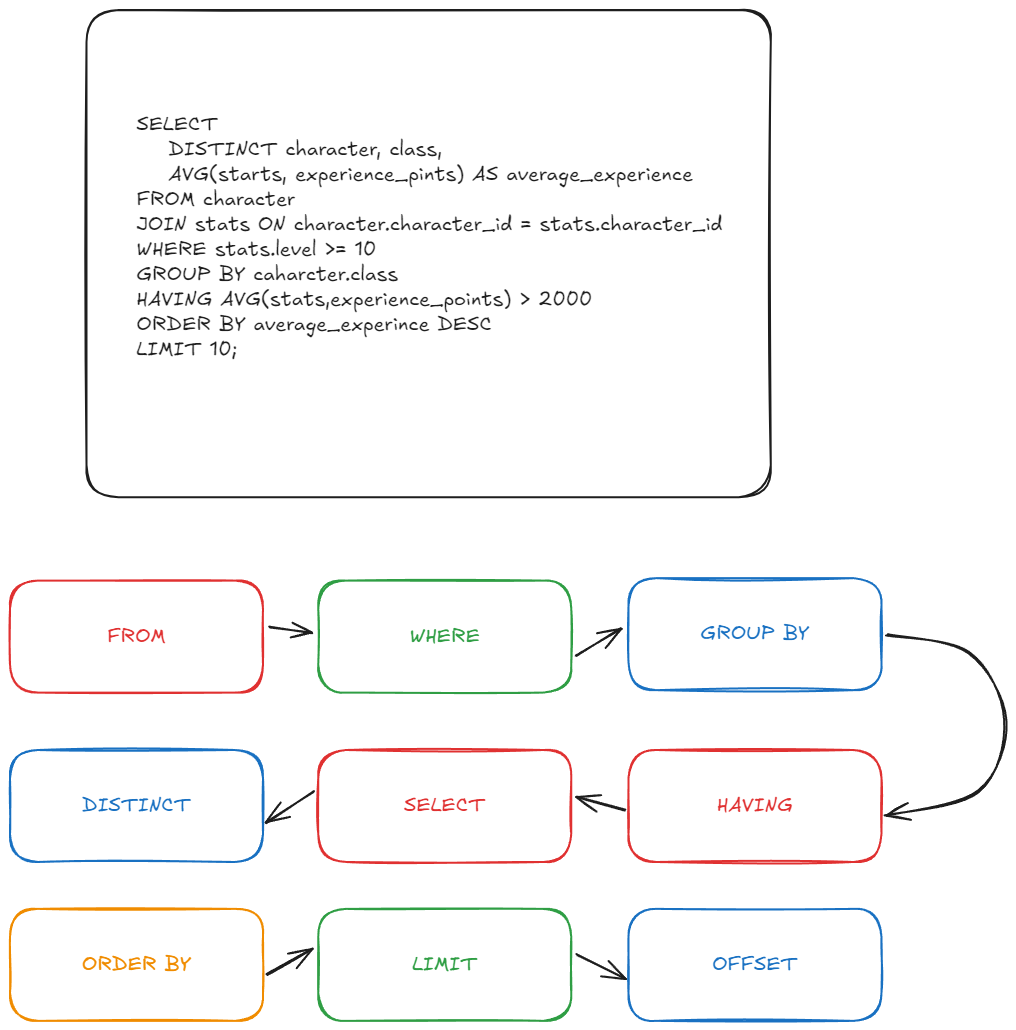 SELECT
DISTINCT character, class,
AVG(starts, experience_pints) AS average_experience
FROM character
JOIN stats ON character.character_id = stats.character_id
WHERE stats.level >= 10
GROUP BY caharcter.class
HAVING AVG(stats,experience_points) > 2000
ORDER BY average_experince DESC
LIMIT 10;
FROM
WHERE
GROUP BY
DISTINCT
SELECT
HAVING
ORDER BY
LIMIT
OFFSET